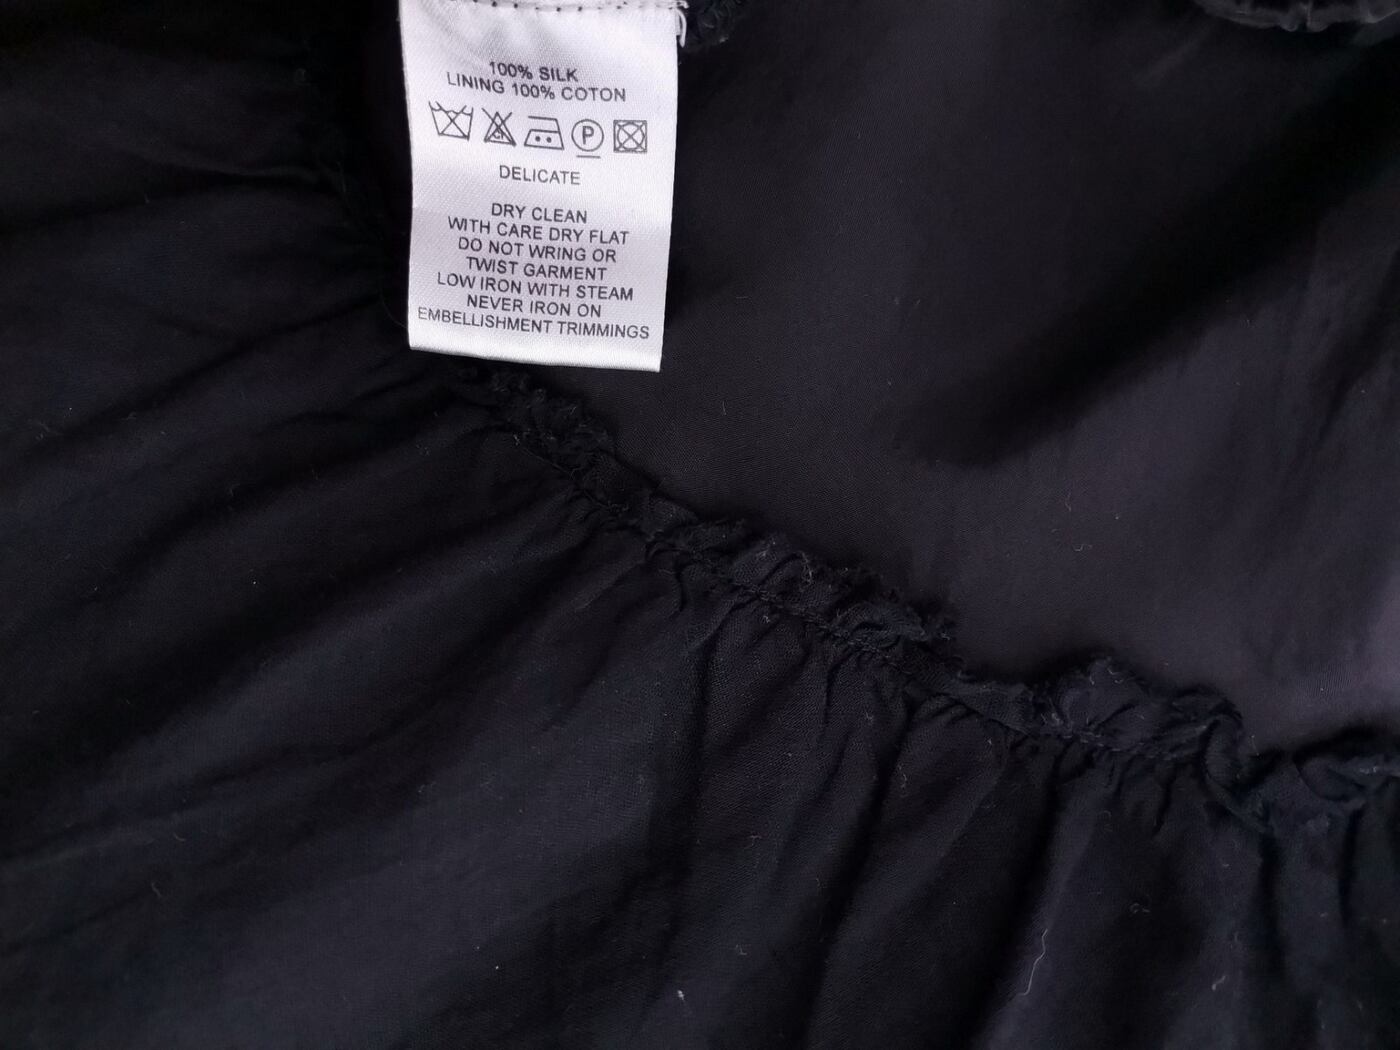 100% SILK
LINING 100% COTON
CL P
DELICATE
DRY CLEAN
WITH CARE DRY FLAT
DO NOT WRING OR
TWIST GARMENT
LOW IRON WITH STEAM
NEVER IRON ON
EMBELLISHMENT TRIMMINGS